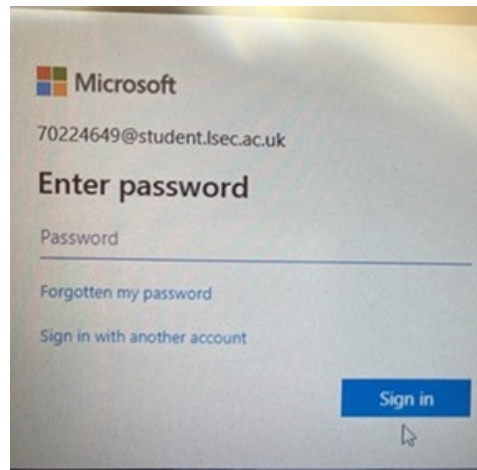 Microsoft
70224649@student.lsec.ac.uk
Enter password
Password
Forgotten my password
Sign in with another account
Sign in